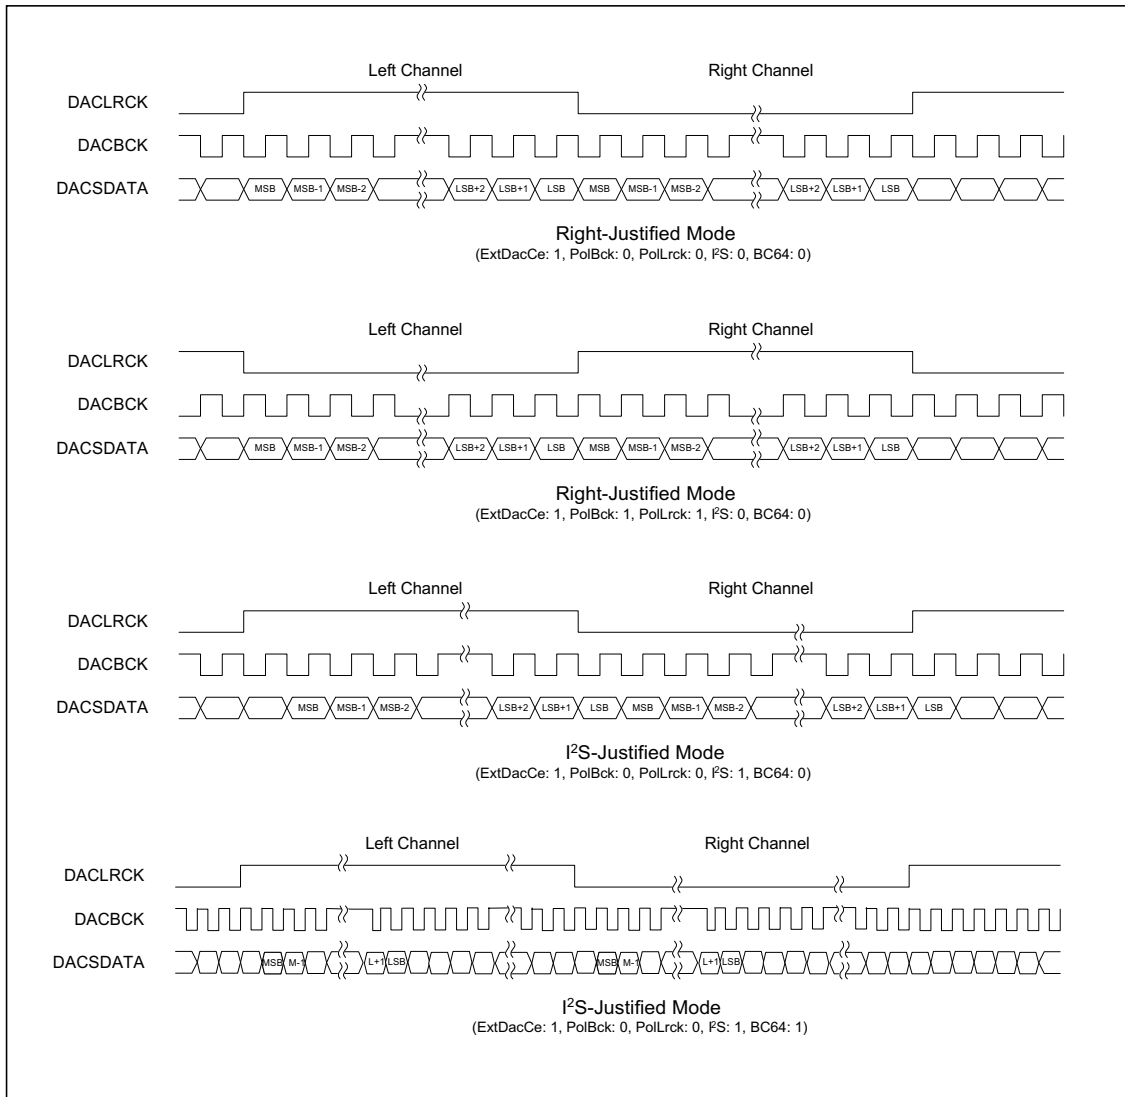 Left Channel Right Channel
DACLRCK
DACBCK
DACSDATA MSB MSB-1 MSB-2 LSB+2 LSB+1 LSB MSB MSB-1 MSB-2 LSB+2 LSB+1 LSB
Right-Justified Mode
(ExtDacCe: 1, PolBck: 0, PolLrck: 0, I²S: 0, BC64: 0)
Left Channel Right Channel
DACLRCK
DACBCK
DACSDATA MSB MSB-1 MSB-2 LSB+2 LSB+1 LSB MSB MSB-1 MSB-2 LSB+2 LSB+1 LSB
Right-Justified Mode
(ExtDacCe: 1, PolBck: 1, PolLrck: 1, I²S: 0, BC64: 0)
Left Channel Right Channel
DACLRCK
DACBCK
DACSDATA MSB MSB-1 MSB-2 LSB+2 LSB+1 LSB MSB MSB-1 MSB-2 LSB+2 LSB+1 LSB
I²S-Justified Mode
(ExtDacCe: 1, PolBck: 0, PolLrck: 0, I²S: 1, BC64: 0)
Left Channel Right Channel
DACLRCK
DACBCK
DACSDATA MSB M-1 L+1 LSB MSB M-1 L+1 LSB
I²S-Justified Mode
(ExtDacCe: 1, PolBck: 0, PolLrck: 0, I²S: 1, BC64: 1)